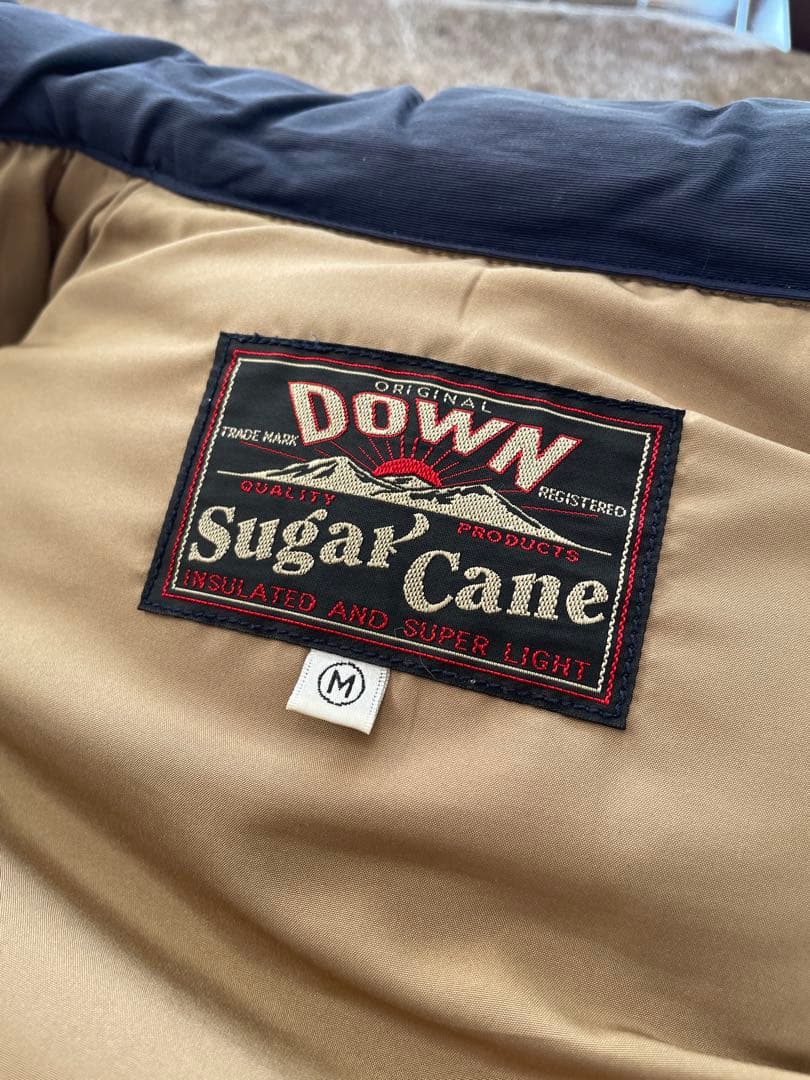 ORIGINAL
DOWN
TRADE MARK
REGISTERED
QUALITY
PRODUCTS
Sugar Cane
INSULATED AND SUPER LIGHT
M